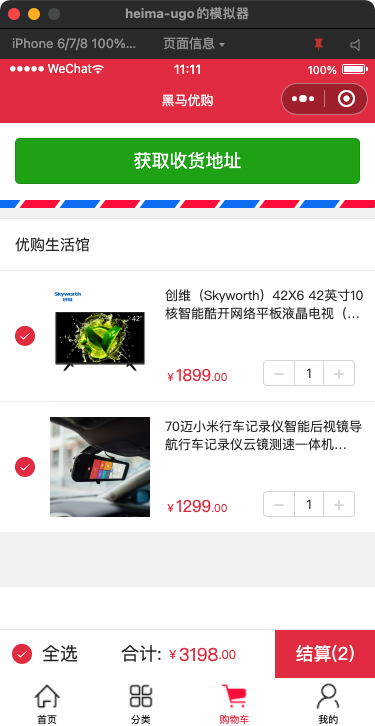 heima-ugo的模拟器
iPhone 6/7/8 100%... 页面信息
WeChat 11:11 100%
黑马优购
获取收货地址
优购生活馆
Skyworth
创维
42"
创维（Skyworth）42X6 42英寸10
核智能酷开网络平板液晶电视（...
¥1899.00 1
70迈小米行车记录仪智能后视镜导
航行车记录仪云镜测速一体机...
¥1299.00 1
全选 合计: ¥3198.00 结算(2)
首页 分类 购物车 我的